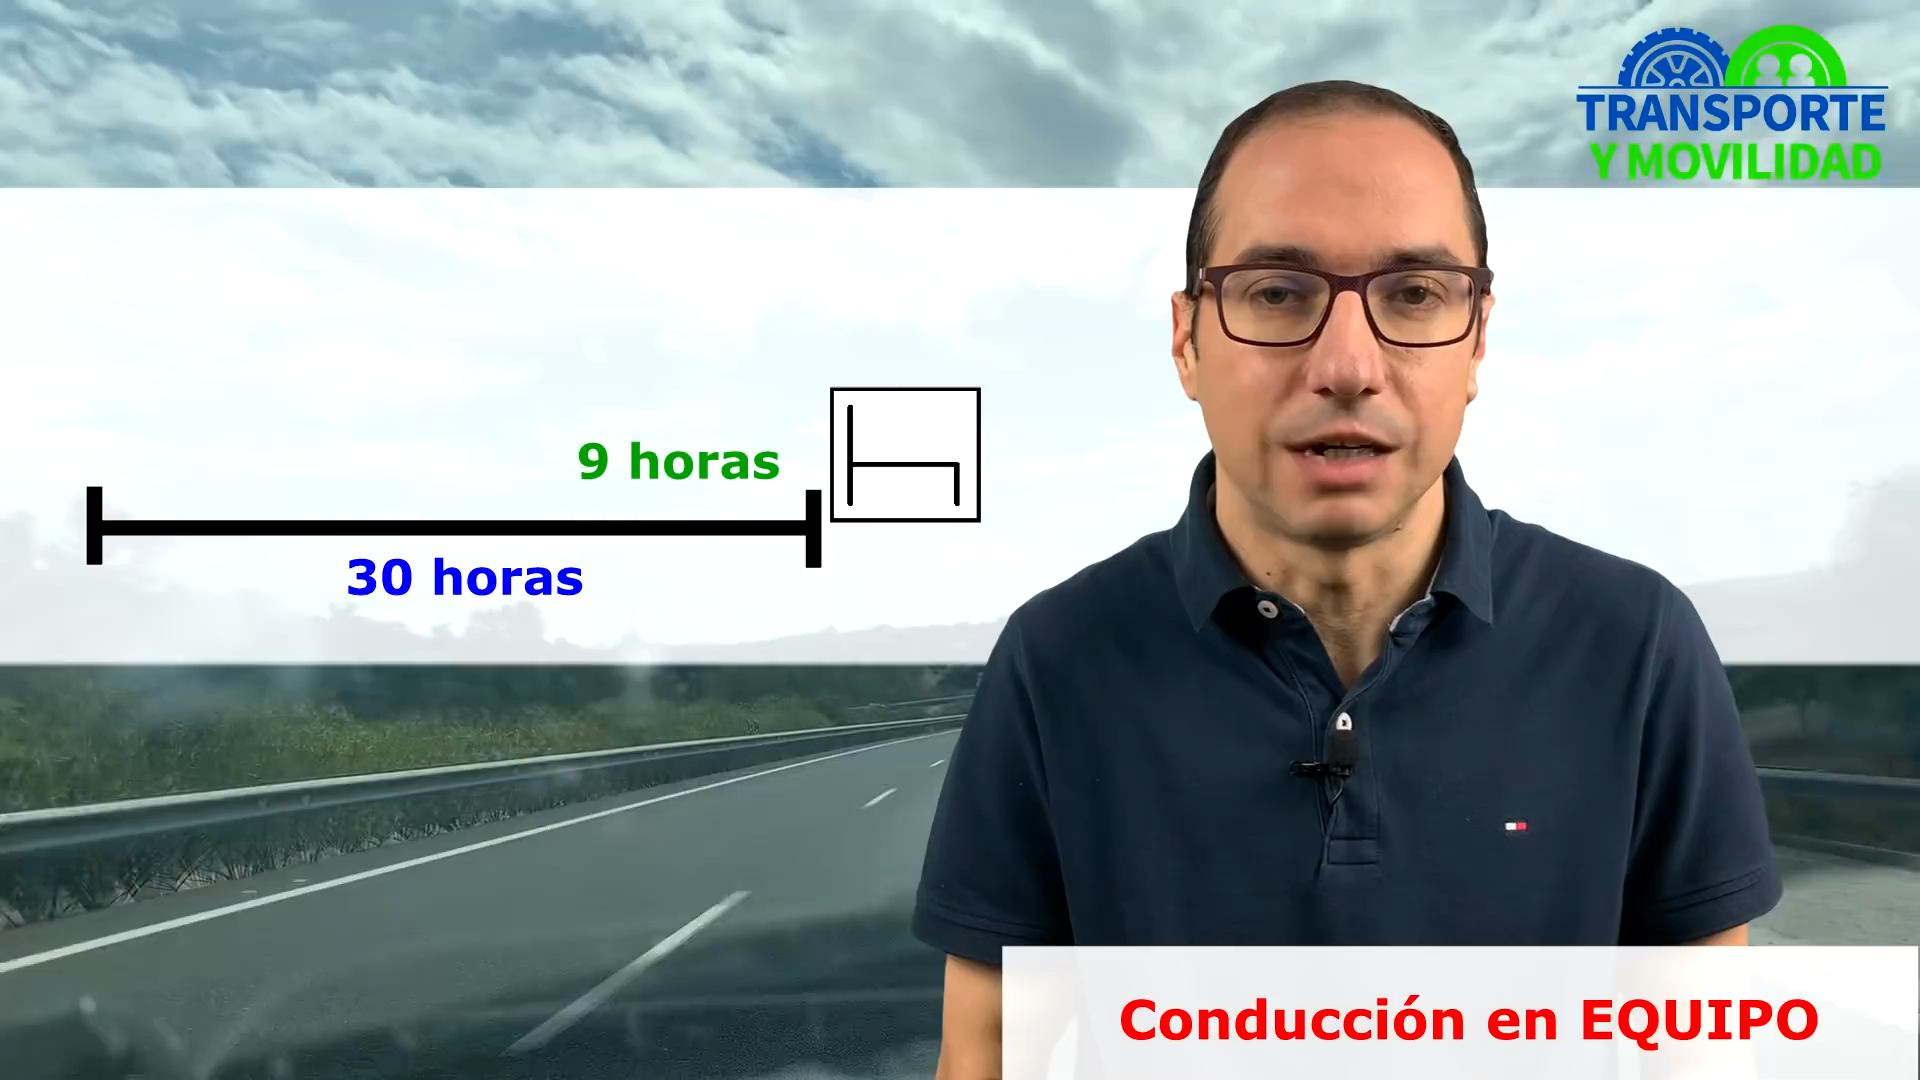 TRANSPORTE
Y MOVILIDAD
9 horas
30 horas
Conducción en EQUIPO